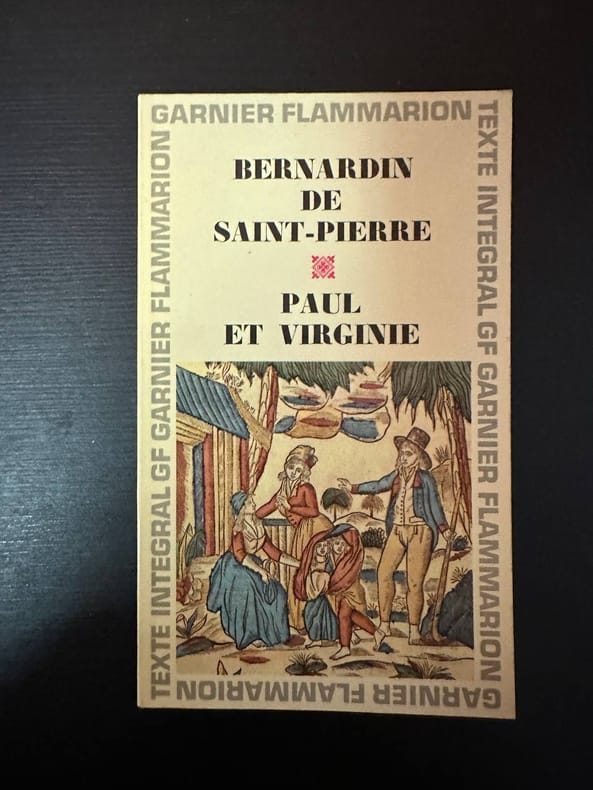 GARNIER FLAMMARION
TEXTE INTEGRAL GF GARNIER FLAMMARION
BERNARDIN
DE
SAINT-PIERRE
PAUL
ET VIRGINIE
TEXTE INTEGRAL GF GARNIER FLAMMARION
GARNIER FLAMMARION